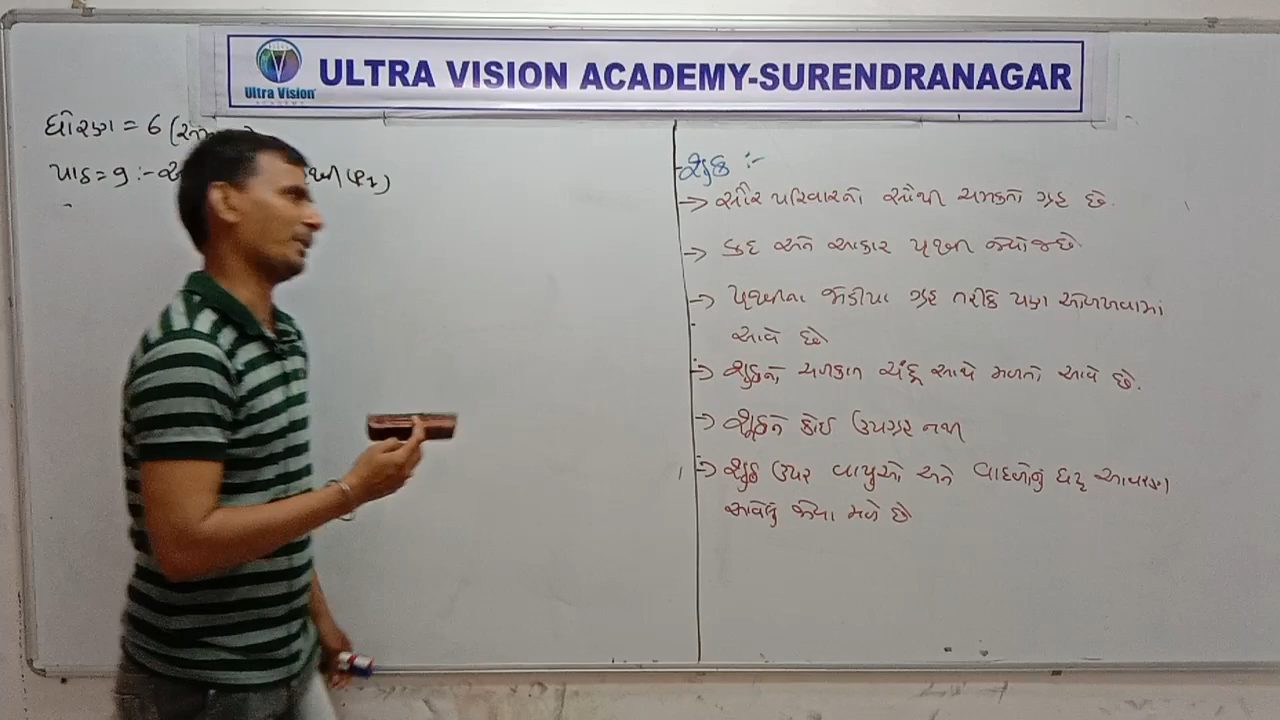 ULTRA VISION ACADEMY-SURENDRANAGAR
Ultra Vision
ACADEMY
ધોરણ = 6
પાઠ = 9 :-
શુક્ર :-
→ સૌર પરિવારનો સૌથી ચમકતો ગ્રહ છે.
→ કદ અને આકાર પૃથ્વી જેવો જ છે
→ પૃથ્વીના જોડીયા ગ્રહ તરીકે પણ ઓળખવામાં
આવે છે
→ શુક્રનો ચળકાટ ચંદ્ર સાથે મળતો આવે છે.
→ શુક્રને કોઈ ઉપગ્રહ નથી
→ શુક્ર ઉપર વાયુઓ અને વાદળોનું ઘટ્ટ આવરણ
આવેલું જોવા મળે છે